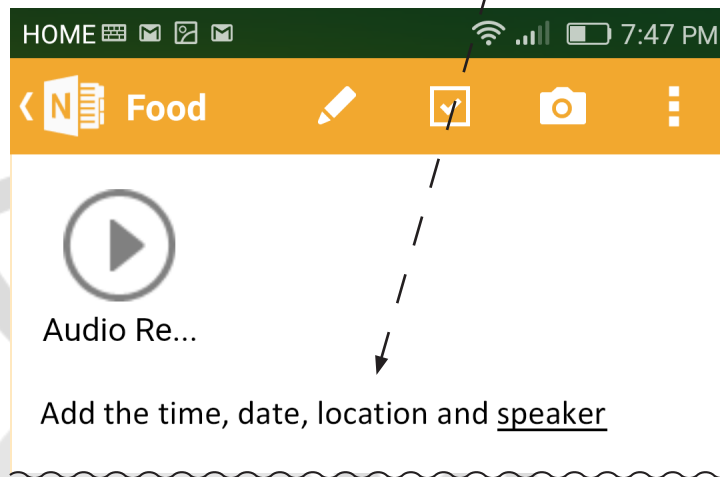 HOME 7:47 PM
N Food
Audio Re...
Add the time, date, location and speaker